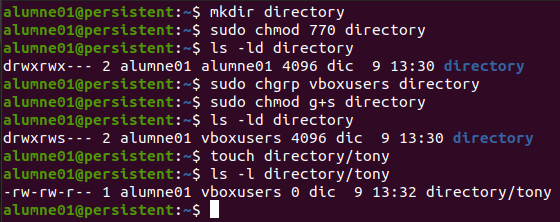 alumne01@persistent:~$ mkdir directory
alumne01@persistent:~$ sudo chmod 770 directory
alumne01@persistent:~$ ls -ld directory
drwxrwx--- 2 alumne01 alumne01 4096 dic  9 13:30 directory
alumne01@persistent:~$ sudo chgrp vboxusers directory
alumne01@persistent:~$ sudo chmod g+s directory
alumne01@persistent:~$ ls -ld directory
drwxrws--- 2 alumne01 vboxusers 4096 dic  9 13:30 directory
alumne01@persistent:~$ touch directory/tony
alumne01@persistent:~$ ls -l directory/tony
-rw-rw-r-- 1 alumne01 vboxusers 0 dic  9 13:32 directory/tony
alumne01@persistent:~$